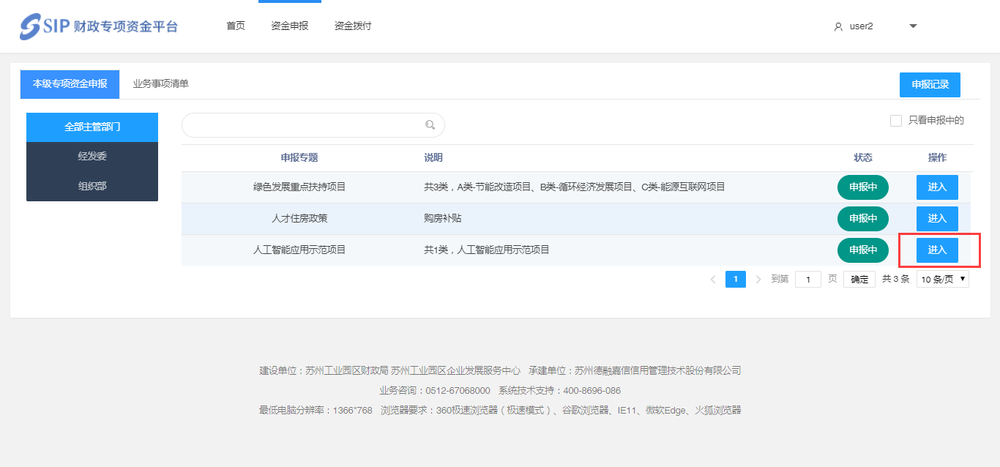 SIP 财政专项资金平台 首页 资金申报 资金拨付 user2
本级专项资金申报 业务事项清单 申报记录
全部主管部门 只看申报中的
经发委
组织部
申报专题 说明 状态 操作
绿色发展重点扶持项目 共3类，A类-节能改造项目、B类-循环经济发展项目、C类-能源互联网项目 申报中 进入
人才住房政策 购房补贴 申报中 进入
人工智能应用示范项目 共1类，人工智能应用示范项目 申报中 进入
1 到第 1 页 确定 共 3 条 10 条/页
建设单位：苏州工业园区财政局 苏州工业园区企业发展服务中心 承建单位：苏州德融嘉信信用管理技术股份有限公司
业务咨询：0512-67068000 系统技术支持：400-8696-086
最低电脑分辨率：1366*768 浏览器要求：360极速浏览器（极速模式）、谷歌浏览器、IE11、微软Edge、火狐浏览器